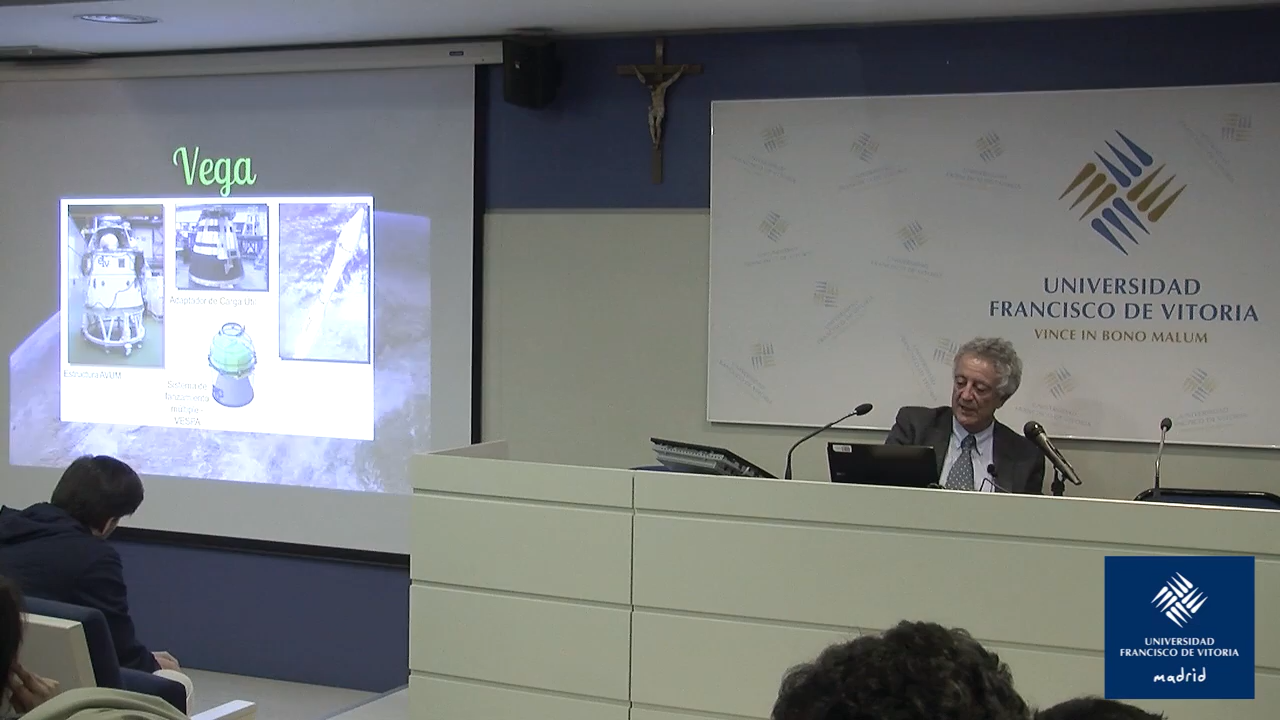 Vega
Adaptador de Carga Útil
Estructura AVUM
Sistema de
lanzamiento
múltiple -
VESPA
UNIVERSIDAD
FRANCISCO DE VITORIA
VINCE IN BONO MALUM
UNIVERSIDAD
FRANCISCO DE VITORIA
madrid